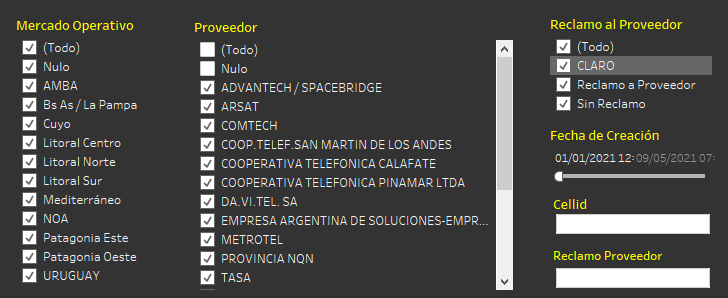 Mercado Operativo
(Todo)
Nulo
AMBA
Bs As / La Pampa
Cuyo
Litoral Centro
Litoral Norte
Litoral Sur
Mediterráneo
NOA
Patagonia Este
Patagonia Oeste
URUGUAY
Proveedor
(Todo)
Nulo
ADVANTECH / SPACEBRIDGE
ARSAT
COMTECH
COOP.TELEF.SAN MARTIN DE LOS ANDES
COOPERATIVA TELEFONICA CALAFATE
COOPERATIVA TELEFONICA PINAMAR LTDA
DA.VI.TEL. SA
EMPRESA ARGENTINA DE SOLUCIONES-EMPR...
METROTEL
PROVINCIA NQN
TASA
Reclamo al Proveedor
(Todo)
CLARO
Reclamo a Proveedor
Sin Reclamo
Fecha de Creación
01/01/2021 12: 09/05/2021 07:
Cellid
Reclamo Proveedor